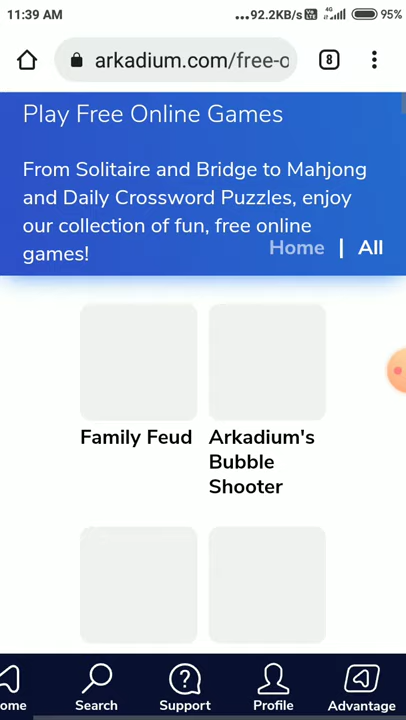 11:39 AM ...92.2KB/s 4G 95%
arkadium.com/free-o 8
Play Free Online Games
From Solitaire and Bridge to Mahjong
and Daily Crossword Puzzles, enjoy
our collection of fun, free online
games!
Home | All
Family Feud
Arkadium's
Bubble
Shooter
ome Search Support Profile Advantage